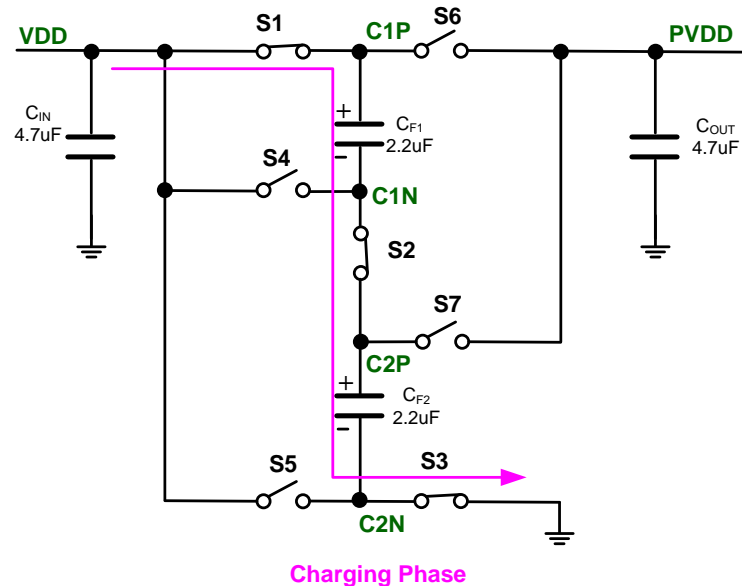 S1
C1P
S6
VDD
PVDD
CIN
4.7uF
+
CF1
2.2uF
-
COUT
4.7uF
S4
C1N
S2
S7
C2P
+
CF2
2.2uF
-
S5
S3
C2N
Charging Phase